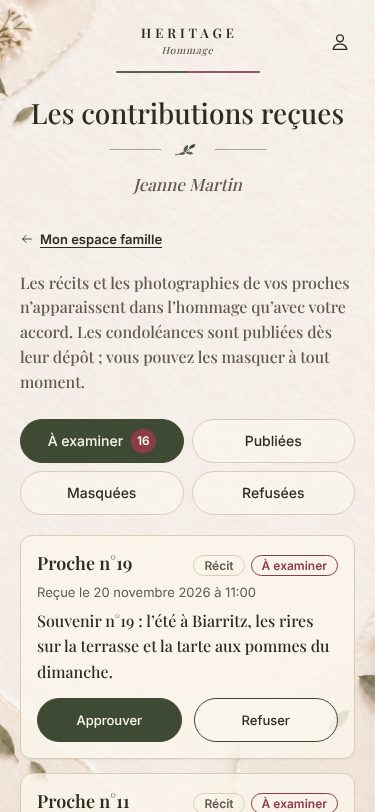 HERITAGE
Hommage
Les contributions reçues
Jeanne Martin
← Mon espace famille
Les récits et les photographies de vos proches
n’apparaissent dans l’hommage qu’avec votre
accord. Les condoléances sont publiées dès
leur dépôt ; vous pouvez les masquer à tout
moment.
À examiner 16
Publiées
Masquées
Refusées
Proche n°19 Récit À examiner
Reçue le 20 novembre 2026 à 11:00
Souvenir n°19 : l’été à Biarritz, les rires
sur la terrasse et la tarte aux pommes du
dimanche.
Approuver
Refuser
Proche n°11 Récit À examiner